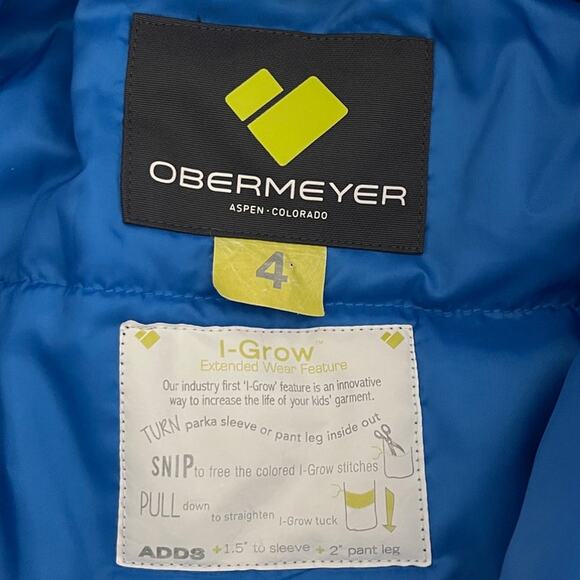 OBERMEYER
ASPEN • COLORADO
4
I-Grow™
Extended Wear Feature
Our industry first 'I-Grow' feature is an innovative
way to increase the life of your kids' garment.
TURN parka sleeve or pant leg inside out
SNIP to free the colored I-Grow stitches
PULL down to straighten I-Grow tuck
ADDS +1.5" to sleeve + 2" pant leg